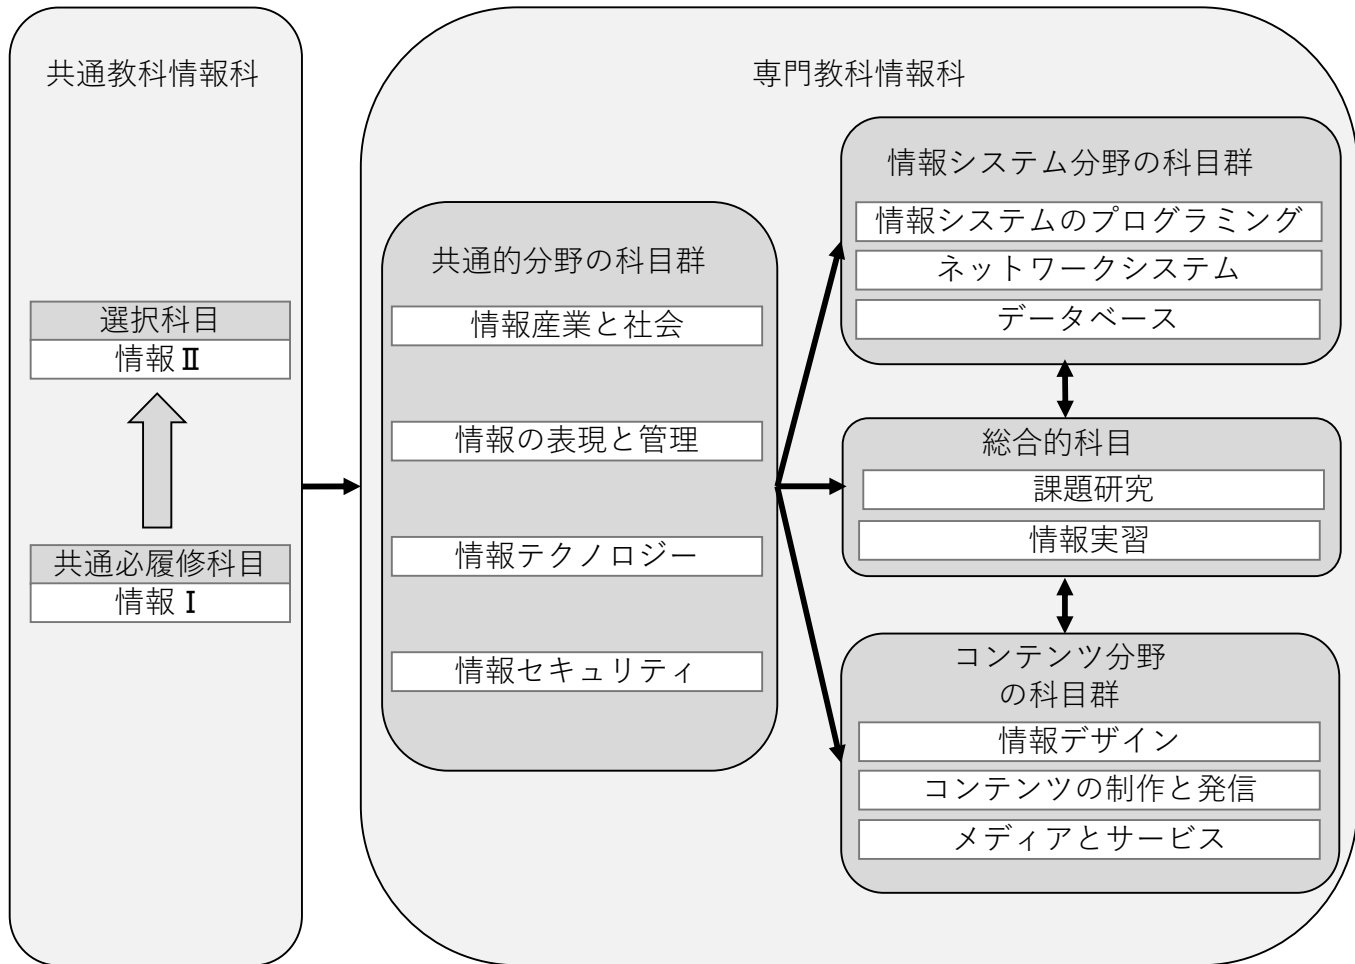 共通教科情報科
選択科目
情報Ⅱ
共通必履修科目
情報Ⅰ
専門教科情報科
共通的分野の科目群
情報産業と社会
情報の表現と管理
情報テクノロジー
情報セキュリティ
情報システム分野の科目群
情報システムのプログラミング
ネットワークシステム
データベース
総合的科目
課題研究
情報実習
コンテンツ分野
の科目群
情報デザイン
コンテンツの制作と発信
メディアとサービス